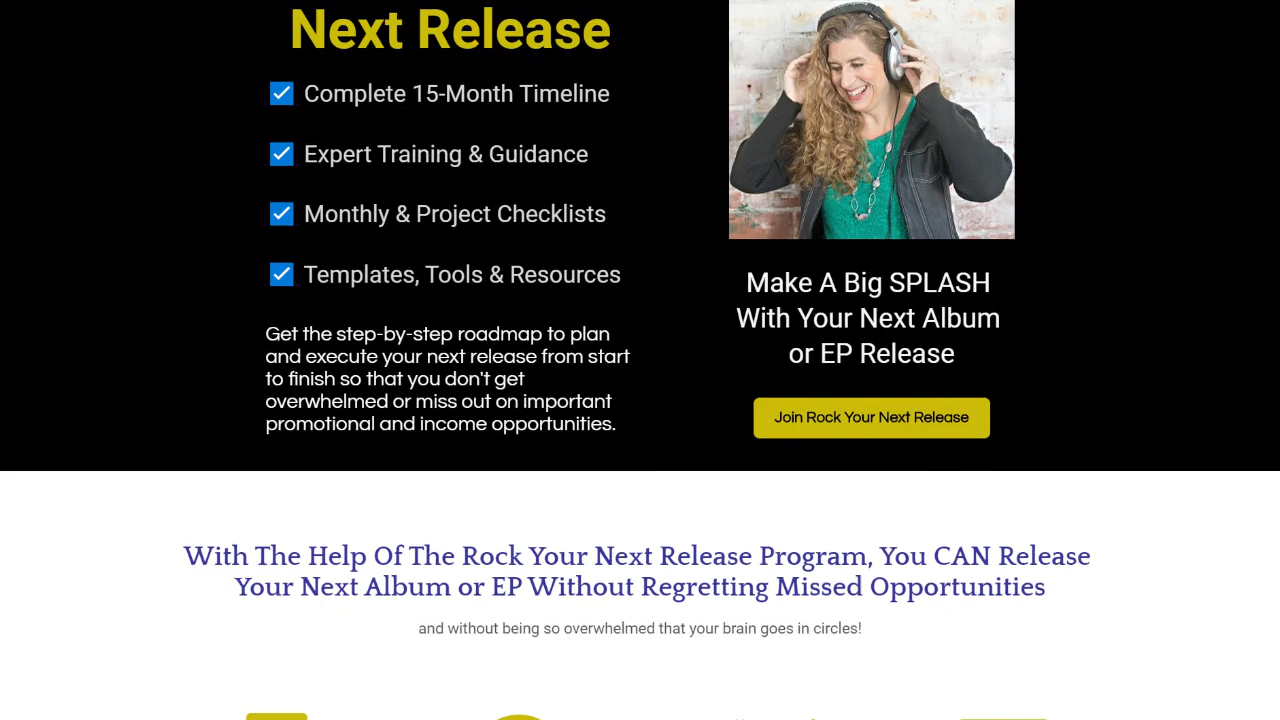 Next Release
Complete 15-Month Timeline
Expert Training & Guidance
Monthly & Project Checklists
Templates, Tools & Resources
Get the step-by-step roadmap to plan
and execute your next release from start
to finish so that you don't get
overwhelmed or miss out on important
promotional and income opportunities.
Make A Big SPLASH
With Your Next Album
or EP Release
Join Rock Your Next Release
With The Help Of The Rock Your Next Release Program, You CAN Release
Your Next Album or EP Without Regretting Missed Opportunities
and without being so overwhelmed that your brain goes in circles!